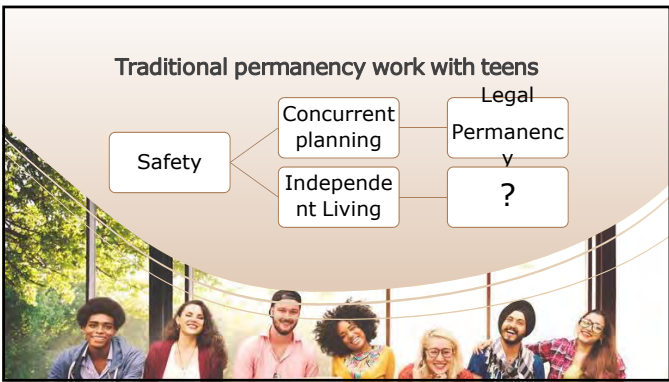 Traditional permanency work with teens
Safety
Concurrent
planning
Legal
Permanenc
y
Independe
nt Living
?